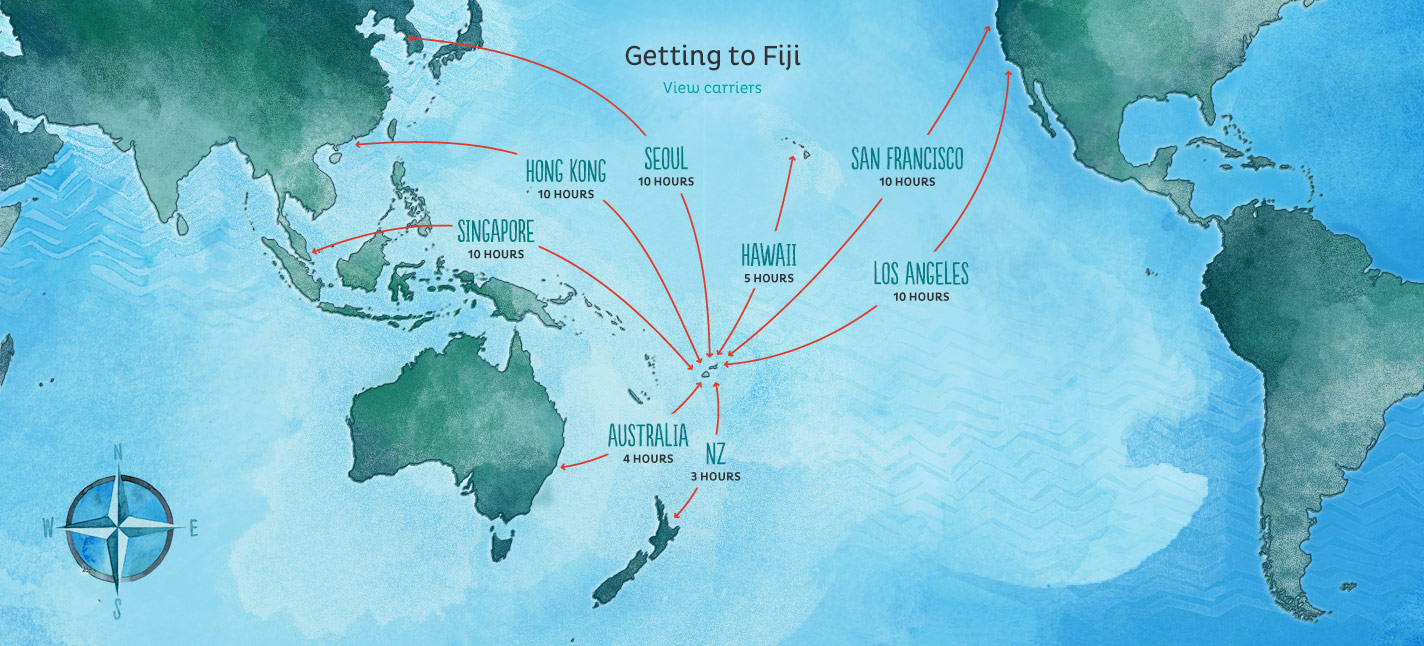 Getting to Fiji
View carriers
HONG KONG
10 HOURS
SEOUL
10 HOURS
SAN FRANCISCO
10 HOURS
SINGAPORE
10 HOURS
HAWAII
5 HOURS
LOS ANGELES
10 HOURS
AUSTRALIA
4 HOURS
NZ
3 HOURS
N
W
E
S